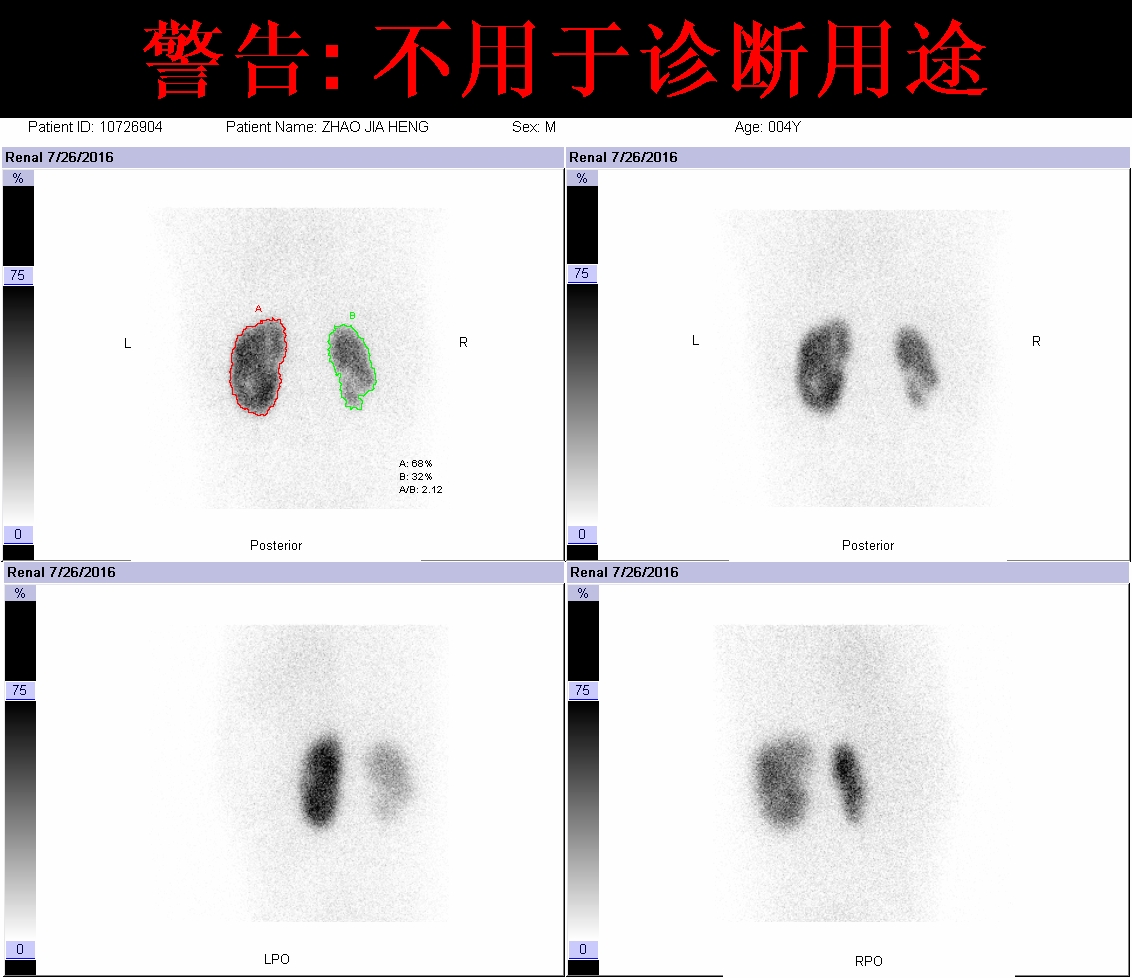 警告: 不用于诊断用途
Patient ID: 10726904 Patient Name: ZHAO JIA HENG Sex: M Age: 004Y
Renal 7/26/2016
%
75
0
A
B
L
R
A: 68%
B: 32%
A/B: 2.12
Posterior
Renal 7/26/2016
%
75
0
L
R
Posterior
Renal 7/26/2016
%
75
0
LPO
Renal 7/26/2016
%
75
0
RPO